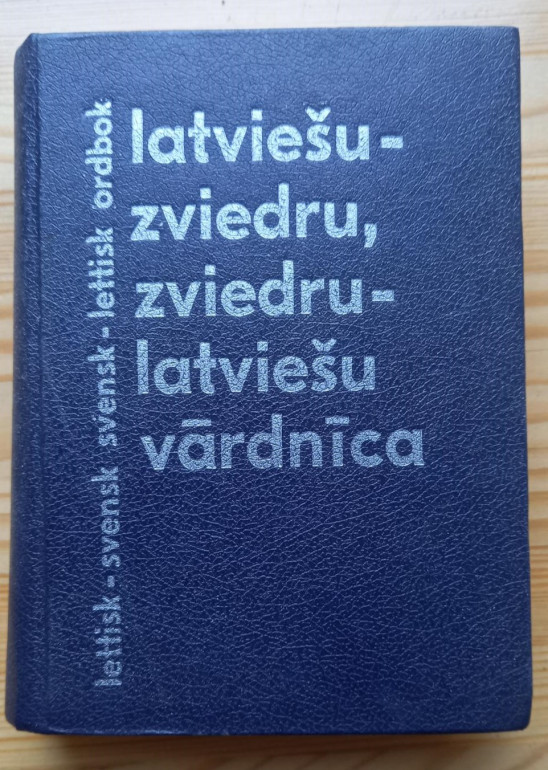 latviešu-
zviedru,
zviedru-
latviešu
vārdnīca
lettisk-svensk svensk-lettisk ordbok